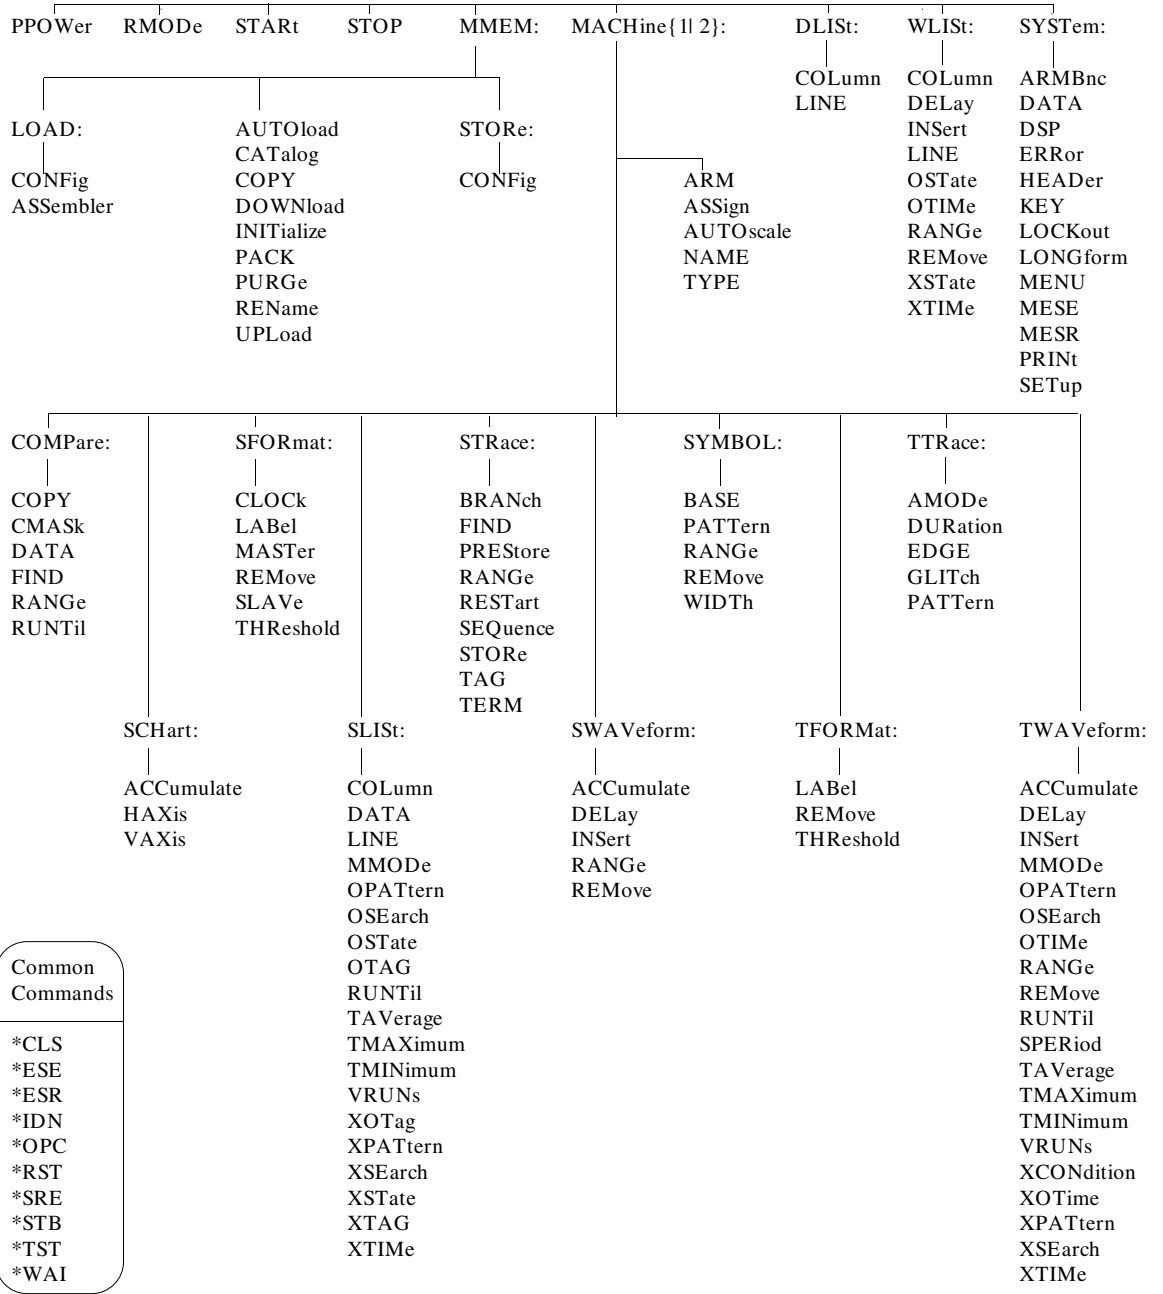 PPOWer RMODe STARt STOP MMEM: MACHine{1| 2}: DLISt: WLISt: SYSTem:
COLumn
LINE
COLumn
DELay
INSert
LINE
OSTate
OTIMe
RANGe
REMove
XSTate
XTIMe
ARMBnc
DATA
DSP
ERRor
HEADer
KEY
LOCKout
LONGform
MENU
MESE
MESR
PRINt
SETup
LOAD:
CONFig
ASSembler
AUTOload
CATalog
COPY
DOWNload
INITialize
PACK
PURGe
REName
UPLoad
STORe:
CONFig
ARM
ASSign
AUTOscale
NAME
TYPE
COMPare:
COPY
CMASk
DATA
FIND
RANGe
RUNTil
SFORmat:
CLOCk
LABel
MASTer
REMove
SLAVe
THReshold
STRace:
BRANch
FIND
PREStore
RANGe
RESTart
SEQuence
STORe
TAG
TERM
SYMBOL:
BASE
PATTern
RANGe
REMove
WIDTh
TTRace:
AMODe
DURation
EDGE
GLITch
PATTern
SCHart:
ACCumulate
HAXis
VAXis
SLISt:
COLumn
DATA
LINE
MMODe
OPATtern
OSEarch
OSTate
OTAG
RUNTil
TAVerage
TMAXimum
TMINimum
VRUNs
XOTag
XPATtern
XSEarch
XSTate
XTAG
XTIMe
SWAVeform:
ACCumulate
DELay
INSert
RANGe
REMove
TFORMat:
LABel
REMove
THReshold
TWAVeform:
ACCumulate
DELay
INSert
MMODe
OPATtern
OSEarch
OTIMe
RANGe
REMove
RUNTil
SPERiod
TAVerage
TMAXimum
TMINimum
VRUNs
XCONdition
XOTime
XPATtern
XSEarch
XTIMe
Common
Commands
*CLS
*ESE
*ESR
*IDN
*OPC
*RST
*SRE
*STB
*TST
*WAI